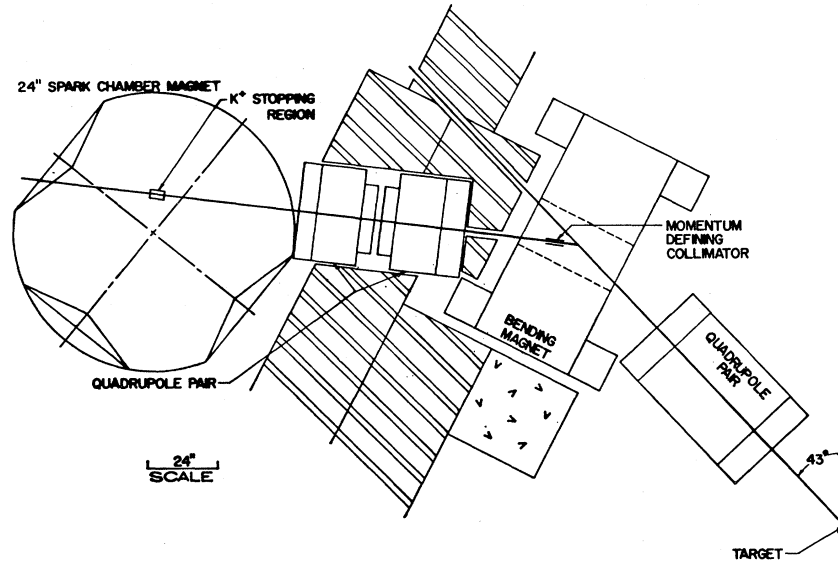 24" SPARK CHAMBER MAGNET
K+ STOPPING
REGION
MOMENTUM
DEFINING
COLLIMATOR
BENDING
MAGNET
QUADRUPOLE
PAIR
QUADRUPOLE PAIR
24"
SCALE
43°
TARGET